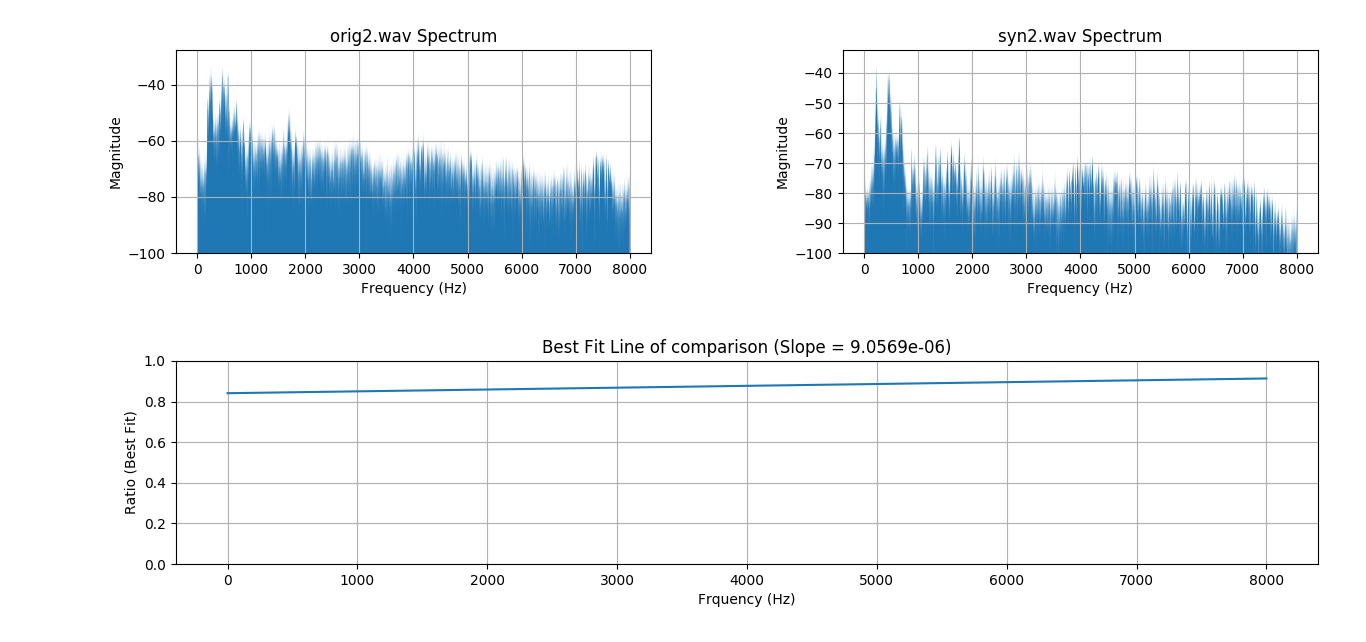 orig2.wav Spectrum
Magnitude
−40
−60
−80
−100
0 1000 2000 3000 4000 5000 6000 7000 8000
Frequency (Hz)
syn2.wav Spectrum
Magnitude
−40
−50
−60
−70
−80
−90
−100
0 1000 2000 3000 4000 5000 6000 7000 8000
Frequency (Hz)
Best Fit Line of comparison (Slope = 9.0569e-06)
Ratio (Best Fit)
1.0
0.8
0.6
0.4
0.2
0.0
0 1000 2000 3000 4000 5000 6000 7000 8000
Frquency (Hz)